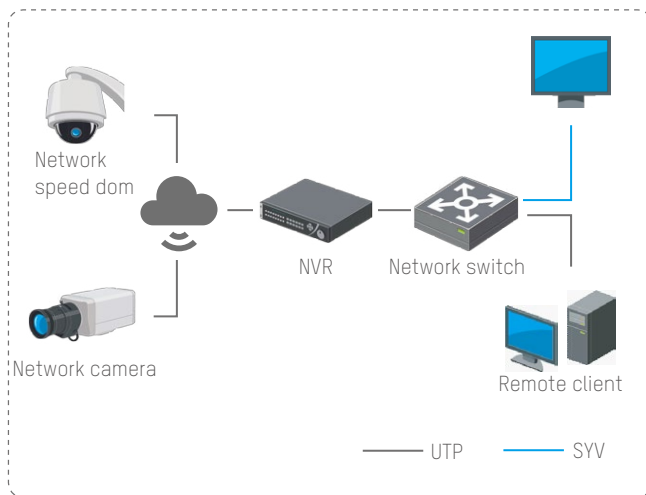 Network
speed dom
NVR
Network switch
Network camera
Remote client
UTP
SYV